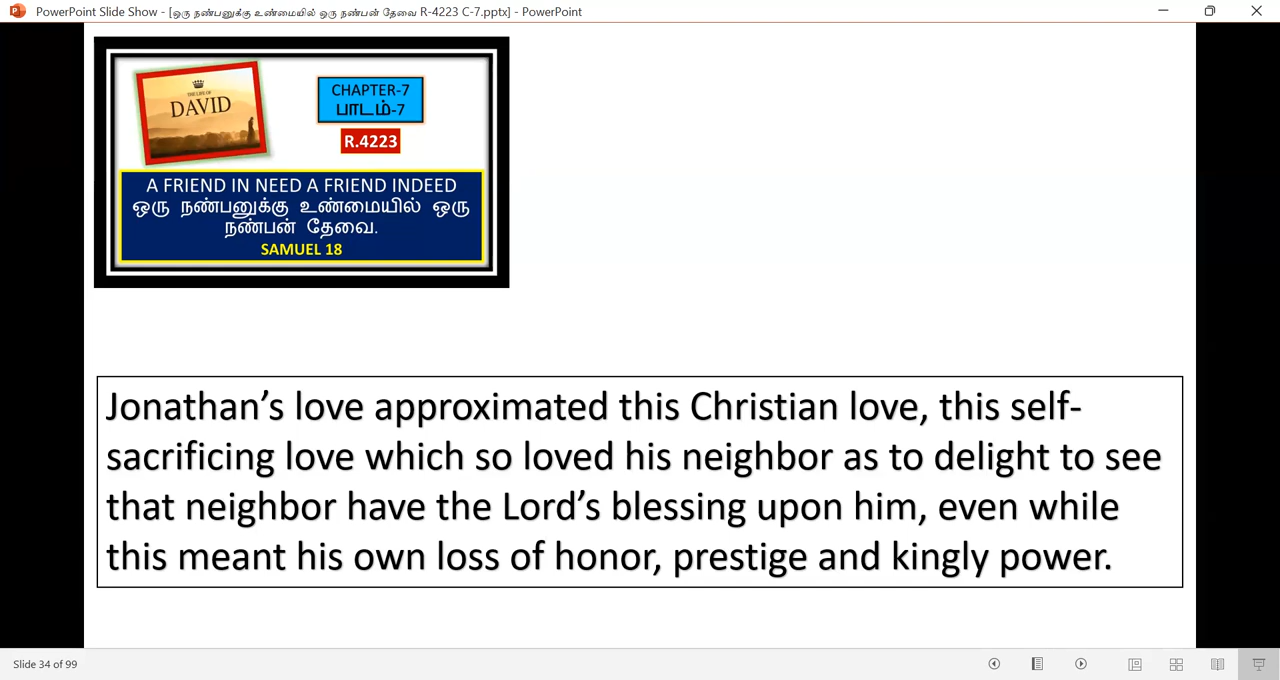 PowerPoint Slide Show - [ஒரு நண்பனுக்கு உண்மையில் ஒரு நண்பன் தேவை R-4223 C-7.pptx] - PowerPoint
THE LIFE OF
DAVID
CHAPTER-7
பாடம்-7
R.4223
A FRIEND IN NEED A FRIEND INDEED
ஒரு நண்பனுக்கு உண்மையில் ஒரு
நண்பன் தேவை.
SAMUEL 18
Jonathan’s love approximated this Christian love, this self-
sacrificing love which so loved his neighbor as to delight to see
that neighbor have the Lord’s blessing upon him, even while
this meant his own loss of honor, prestige and kingly power.
Slide 34 of 99